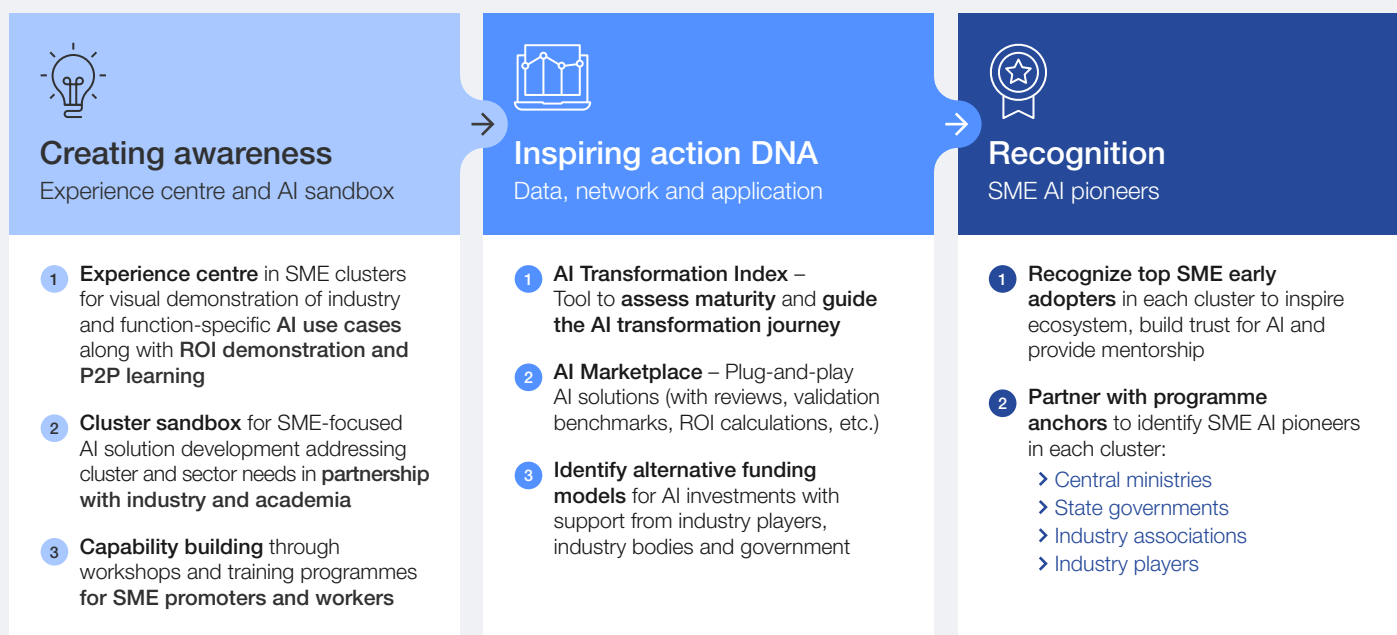 Creating awareness
Experience centre and AI sandbox
1 Experience centre in SME clusters
for visual demonstration of industry
and function-specific AI use cases
along with ROI demonstration and
P2P learning
2 Cluster sandbox for SME-focused
AI solution development addressing
cluster and sector needs in partnership
with industry and academia
3 Capability building through
workshops and training programmes
for SME promoters and workers
Inspiring action DNA
Data, network and application
1 AI Transformation Index –
Tool to assess maturity and guide
the AI transformation journey
2 AI Marketplace – Plug-and-play
AI solutions (with reviews, validation
benchmarks, ROI calculations, etc.)
3 Identify alternative funding
models for AI investments with
support from industry players,
industry bodies and government
Recognition
SME AI pioneers
1 Recognize top SME early
adopters in each cluster to inspire
ecosystem, build trust for AI and
provide mentorship
2 Partner with programme
anchors to identify SME AI pioneers
in each cluster:
> Central ministries
> State governments
> Industry associations
> Industry players